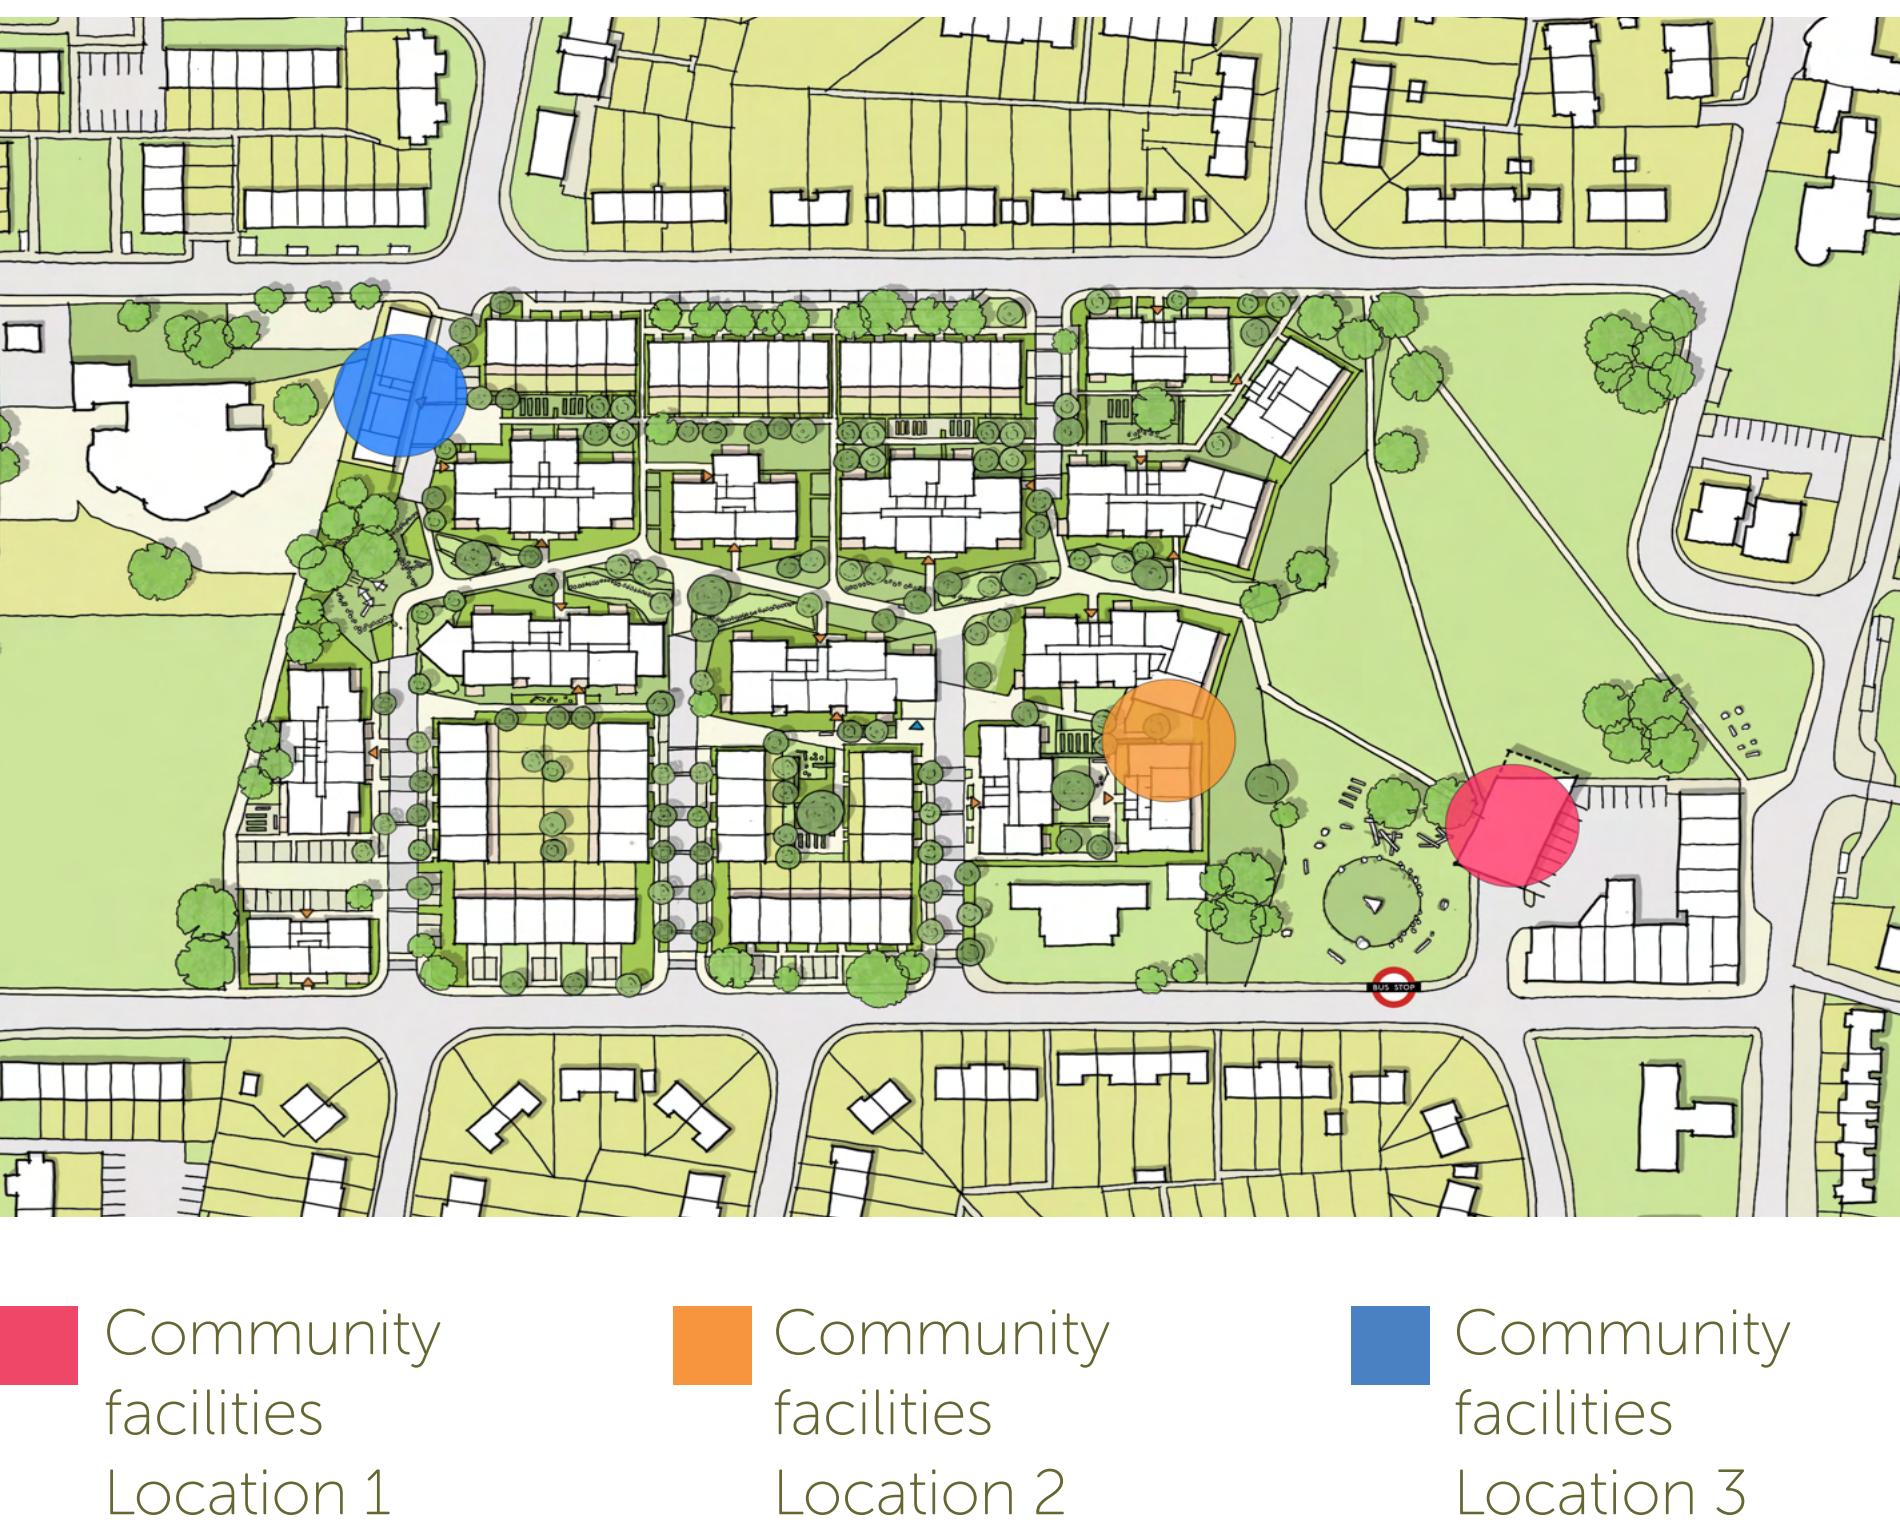 BUS STOP
Community
facilities
Location 1
Community
facilities
Location 2
Community
facilities
Location 3